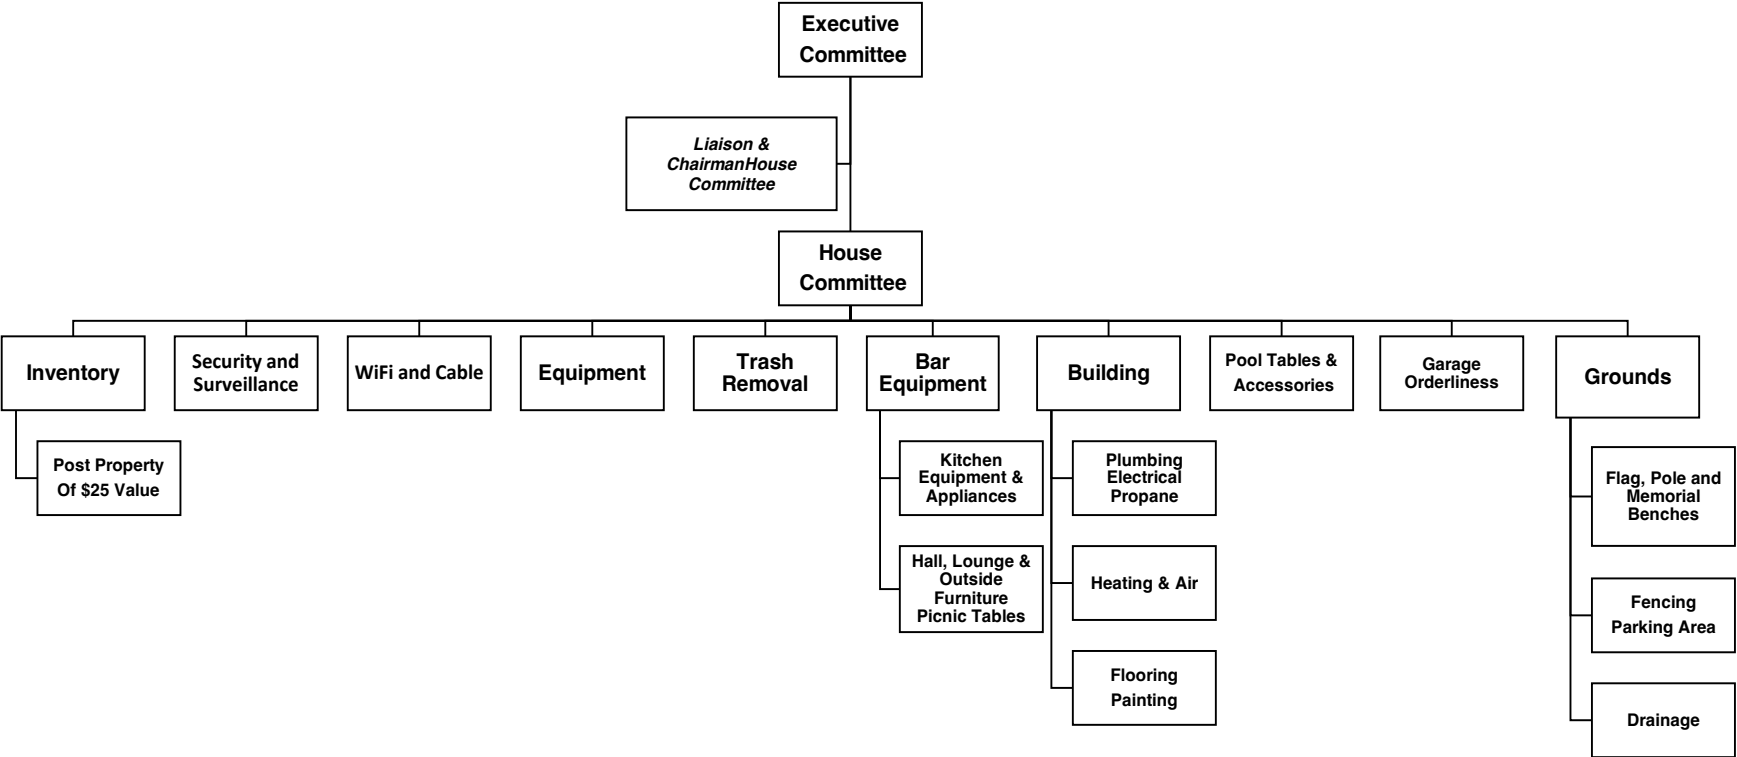 Executive
Committee
Liaison &
ChairmanHouse
Committee
House
Committee
Inventory
Security and
Surveillance
WiFi and Cable
Equipment
Trash
Removal
Bar
Equipment
Building
Pool Tables &
Accessories
Garage
Orderliness
Grounds
Post Property
Of $25 Value
Kitchen
Equipment &
Appliances
Hall, Lounge &
Outside
Furniture
Picnic Tables
Plumbing
Electrical
Propane
Heating & Air
Flooring
Painting
Flag, Pole and
Memorial
Benches
Fencing
Parking Area
Drainage